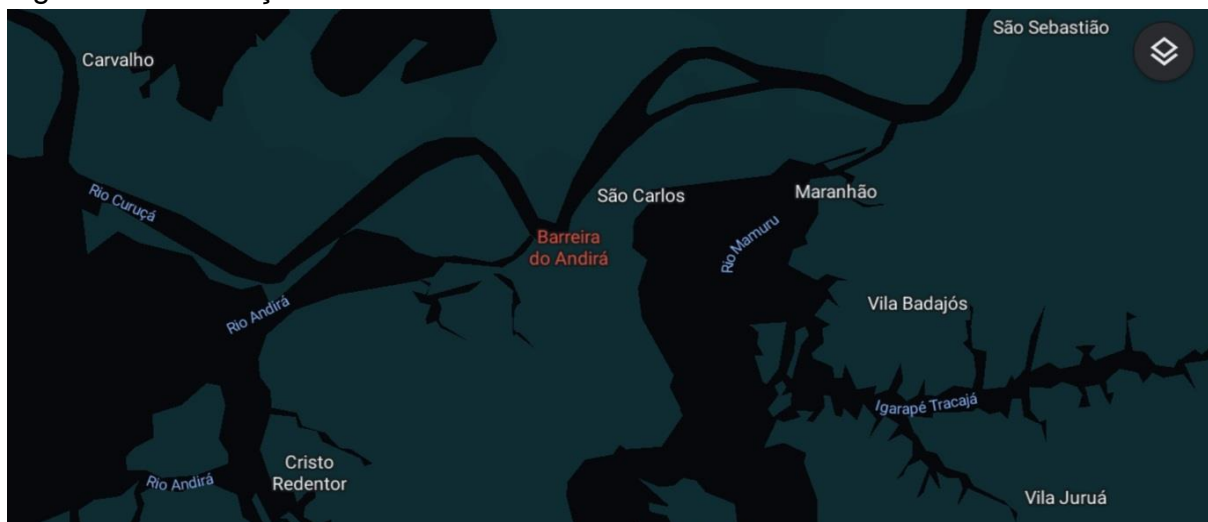 São Sebastião
Carvalho
Rio Curuçá
São Carlos
Maranhão
Barreira
do Andirá
Rio Mamuru
Rio Andirá
Vila Badajós
Igarapé Tracajá
Cristo
Redentor
Rio Andirá
Vila Juruá